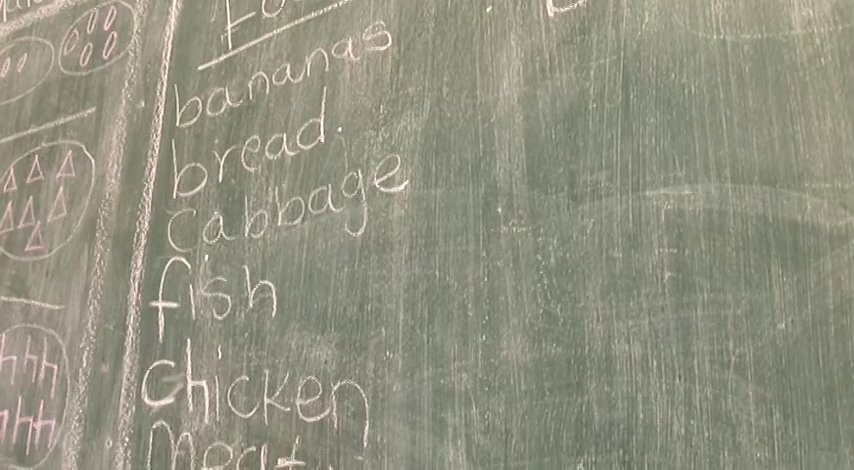 bananas
bread.
Cabbage
fish
Chicken
Meat.